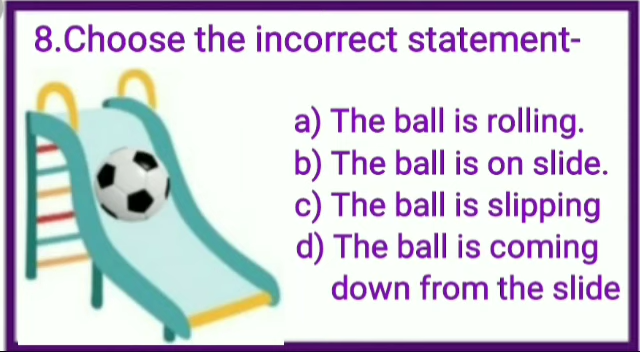 8.Choose the incorrect statement-
a) The ball is rolling.
b) The ball is on slide.
c) The ball is slipping
d) The ball is coming
down from the slide